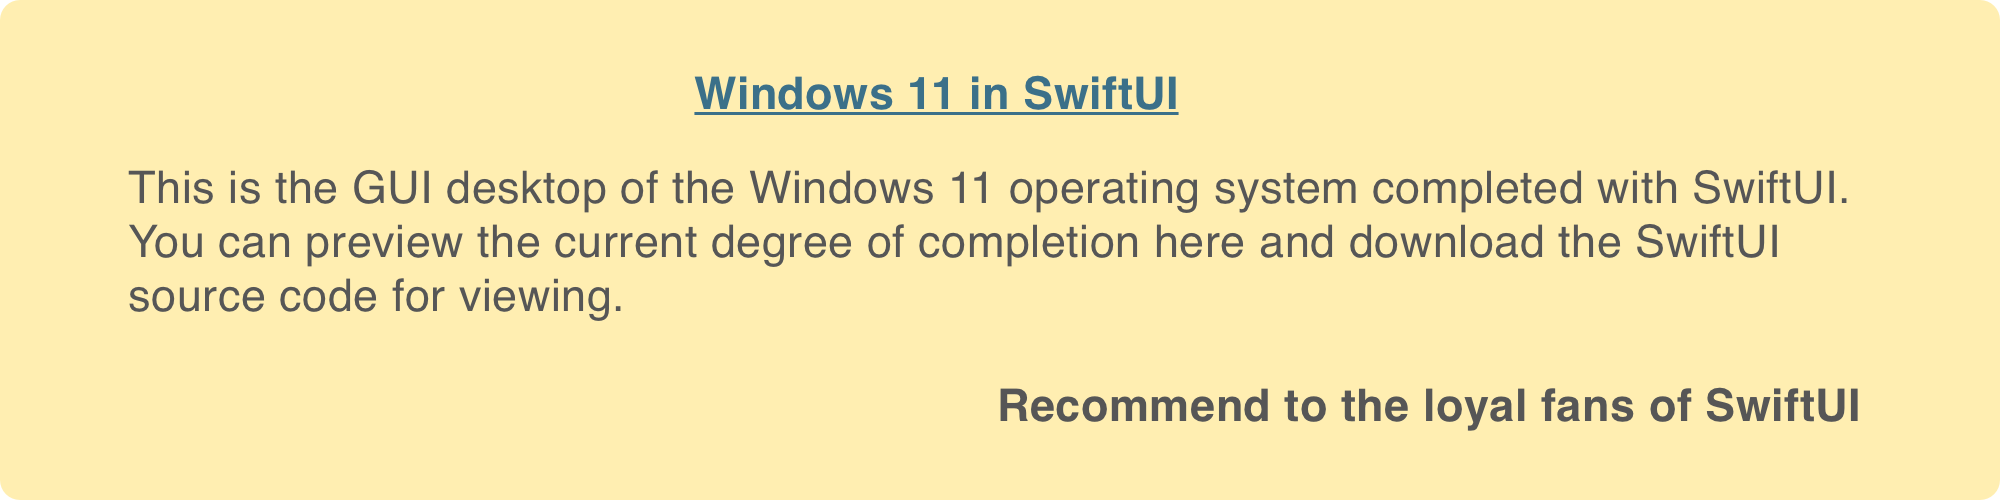 Windows 11 in SwiftUI
This is the GUI desktop of the Windows 11 operating system completed with SwiftUI.
You can preview the current degree of completion here and download the SwiftUI
source code for viewing.
Recommend to the loyal fans of SwiftUI